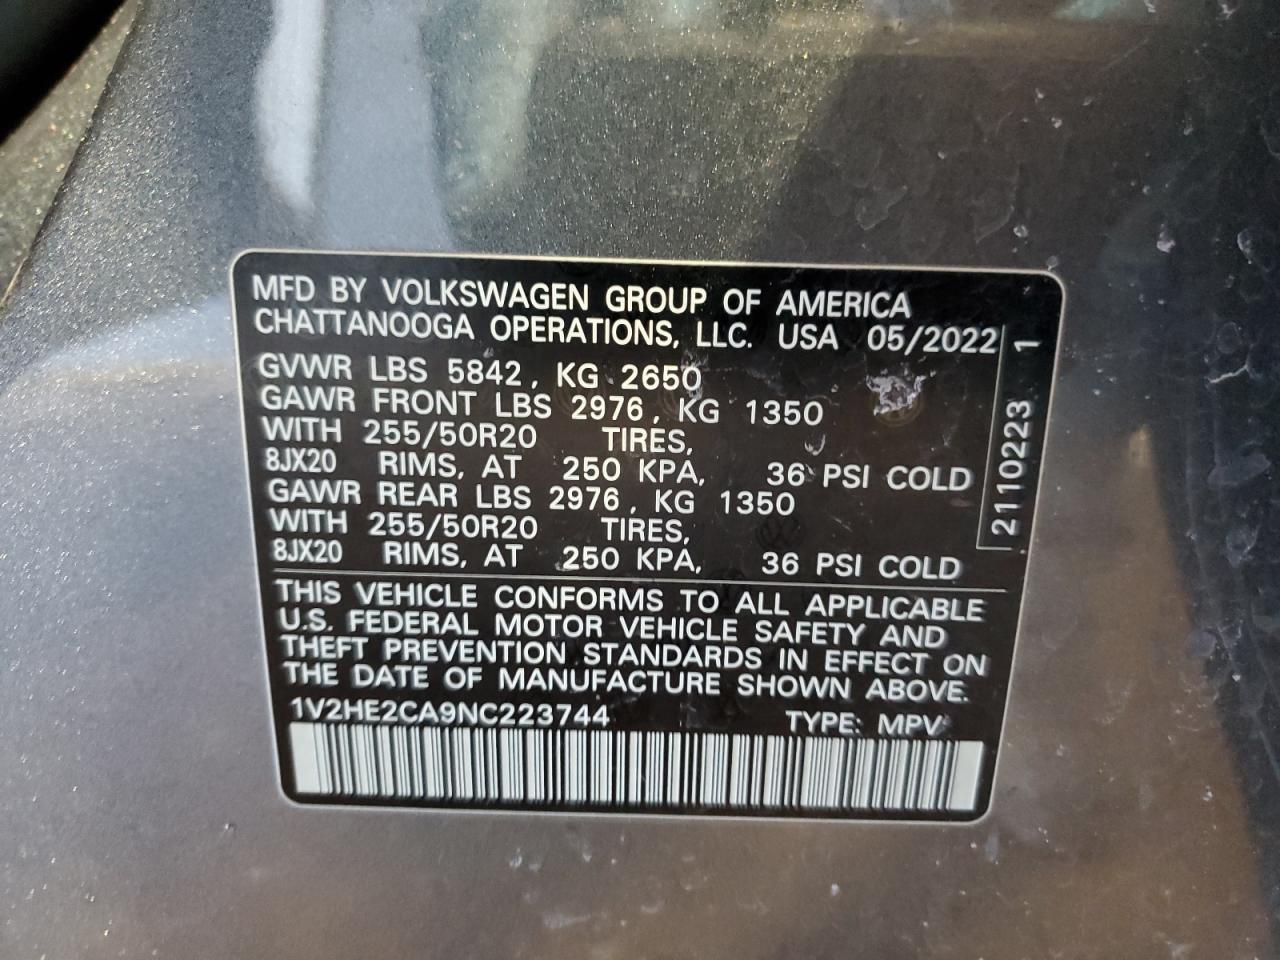 MFD BY VOLKSWAGEN GROUP OF AMERICA
CHATTANOOGA OPERATIONS, LLC. USA 05/2022
GVWR LBS 5842, KG 2650
GAWR FRONT LBS 2976, KG 1350
WITH 255/50R20 TIRES,
8JX20 RIMS, AT 250 KPA, 36 PSI COLD
GAWR REAR LBS 2976, KG 1350
WITH 255/50R20 TIRES,
8JX20 RIMS, AT 250 KPA, 36 PSI COLD
2110223 1
THIS VEHICLE CONFORMS TO ALL APPLICABLE
U.S. FEDERAL MOTOR VEHICLE SAFETY AND
THEFT PREVENTION STANDARDS IN EFFECT ON
THE DATE OF MANUFACTURE SHOWN ABOVE.
1V2HE2CA9NC223744 TYPE: MPV